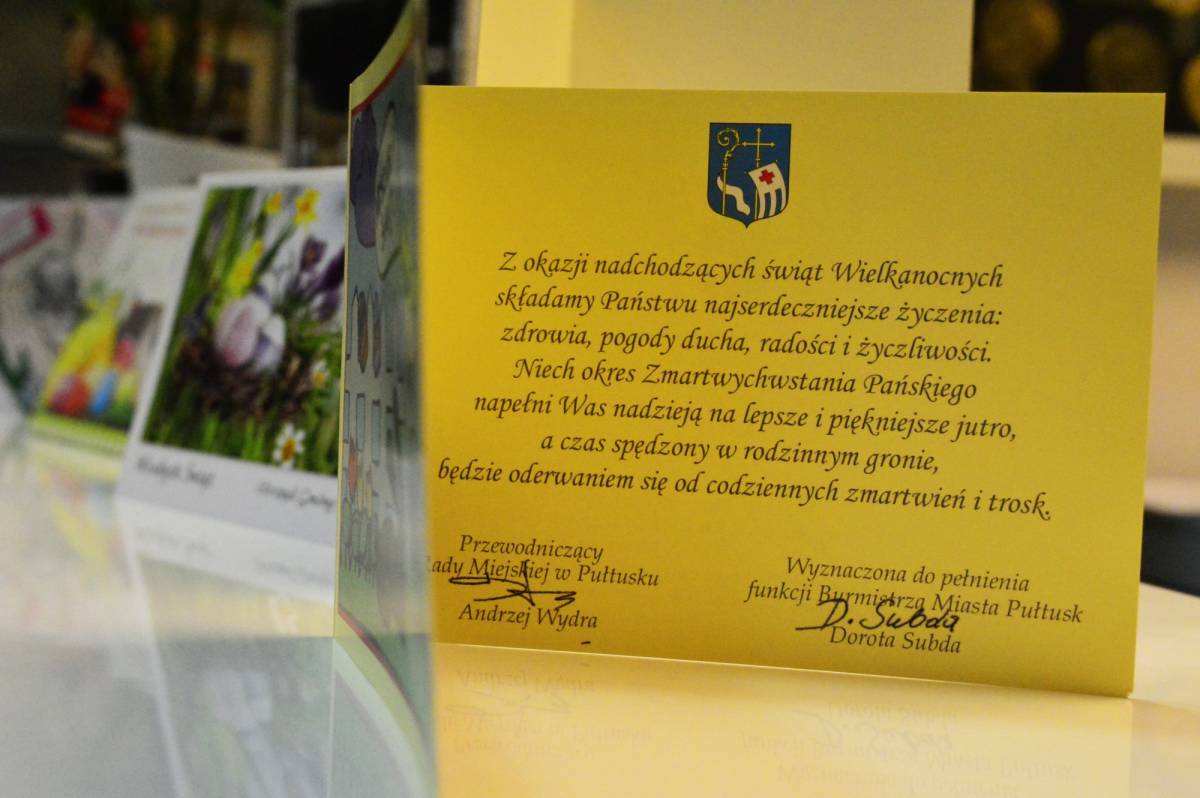 Z okazji nadchodzących świąt Wielkanocnych
składamy Państwu najserdeczniejsze życzenia:
zdrowia, pogody ducha, radości i życzliwości.
Niech okres Zmartwychwstania Pańskiego
napełni Was nadzieją na lepsze i piękniejsze jutro,
a czas spędzony w rodzinnym gronie,
będzie oderwaniem się od codziennych zmartwień i trosk.
Przewodniczący
Rady Miejskiej w Pułtusku
Andrzej Wydra
Wyznaczona do pełnienia
funkcji Burmistrza Miasta Pułtusk
D. Subda
Dorota Subda